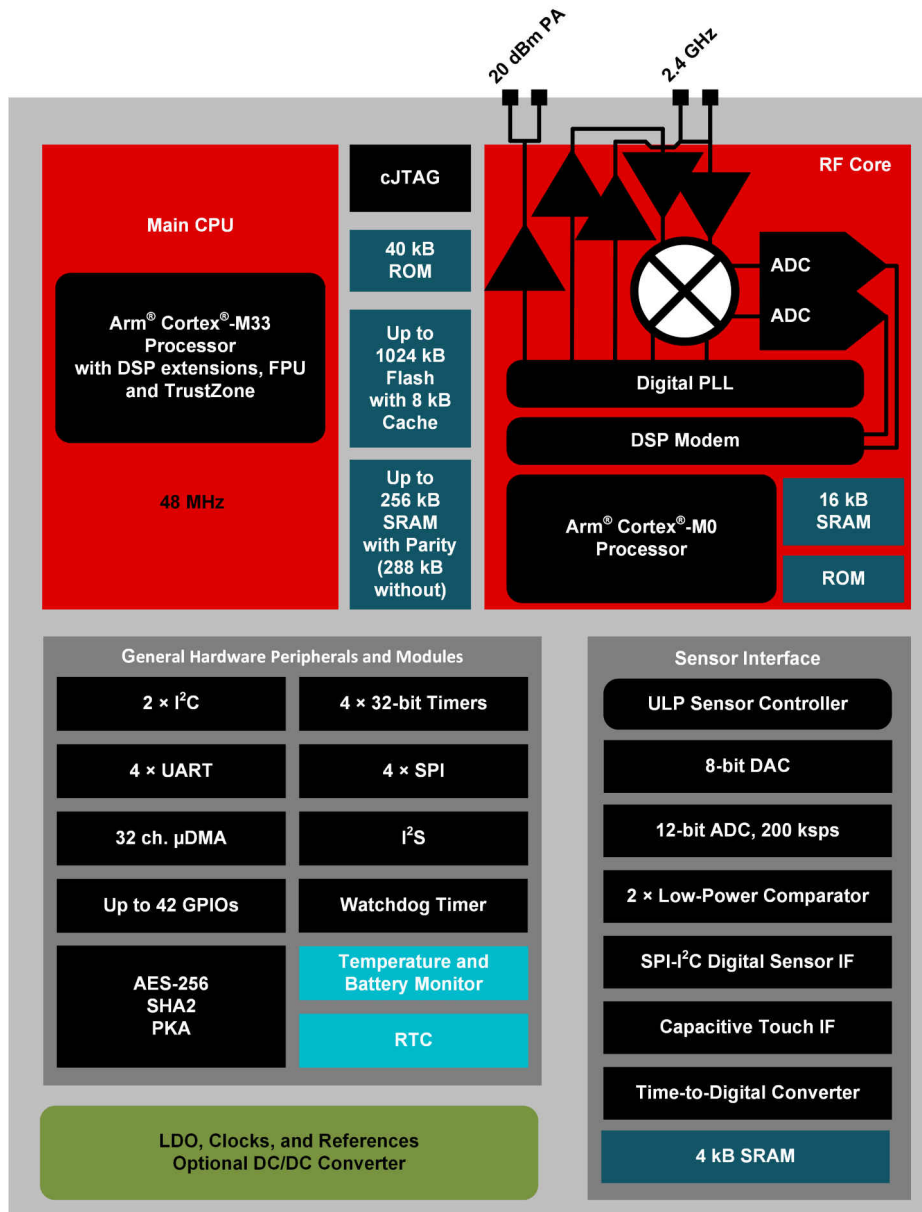 20 dBm PA
2.4 GHz
Main CPU
Arm® Cortex®-M33
Processor
with DSP extensions, FPU
and TrustZone
48 MHz
cJTAG
40 kB
ROM
Up to
1024 kB
Flash
with 8 kB
Cache
Up to
256 kB
SRAM
with Parity
(288 kB
without)
RF Core
ADC
ADC
Digital PLL
DSP Modem
Arm® Cortex®-M0
Processor
16 kB
SRAM
ROM
General Hardware Peripherals and Modules
2 × I²C
4 × 32-bit Timers
4 × UART
4 × SPI
32 ch. µDMA
I²S
Up to 42 GPIOs
Watchdog Timer
AES-256
SHA2
PKA
Temperature and
Battery Monitor
RTC
LDO, Clocks, and References
Optional DC/DC Converter
Sensor Interface
ULP Sensor Controller
8-bit DAC
12-bit ADC, 200 ksps
2 × Low-Power Comparator
SPI-I²C Digital Sensor IF
Capacitive Touch IF
Time-to-Digital Converter
4 kB SRAM